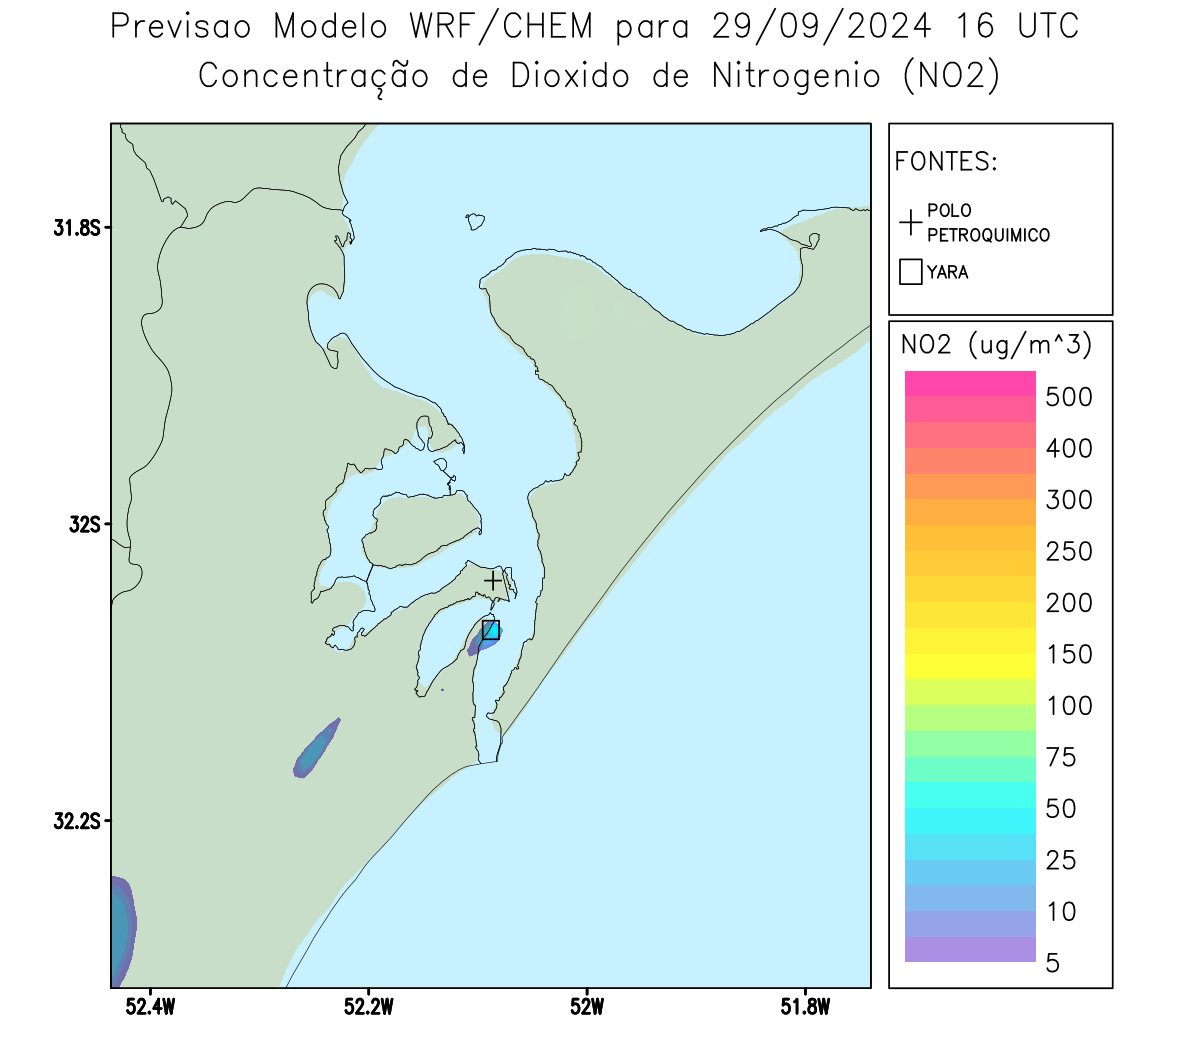 Previsao Modelo WRF/CHEM para 29/09/2024 16 UTC
Concentração de Dioxido de Nitrogenio (NO2)
FONTES:
POLO
PETROQUIMICO
YARA
NO2 (ug/m^3)
500
400
300
250
200
150
100
75
50
25
10
5
31.8S
32S
32.2S
52.4W
52.2W
52W
51.8W